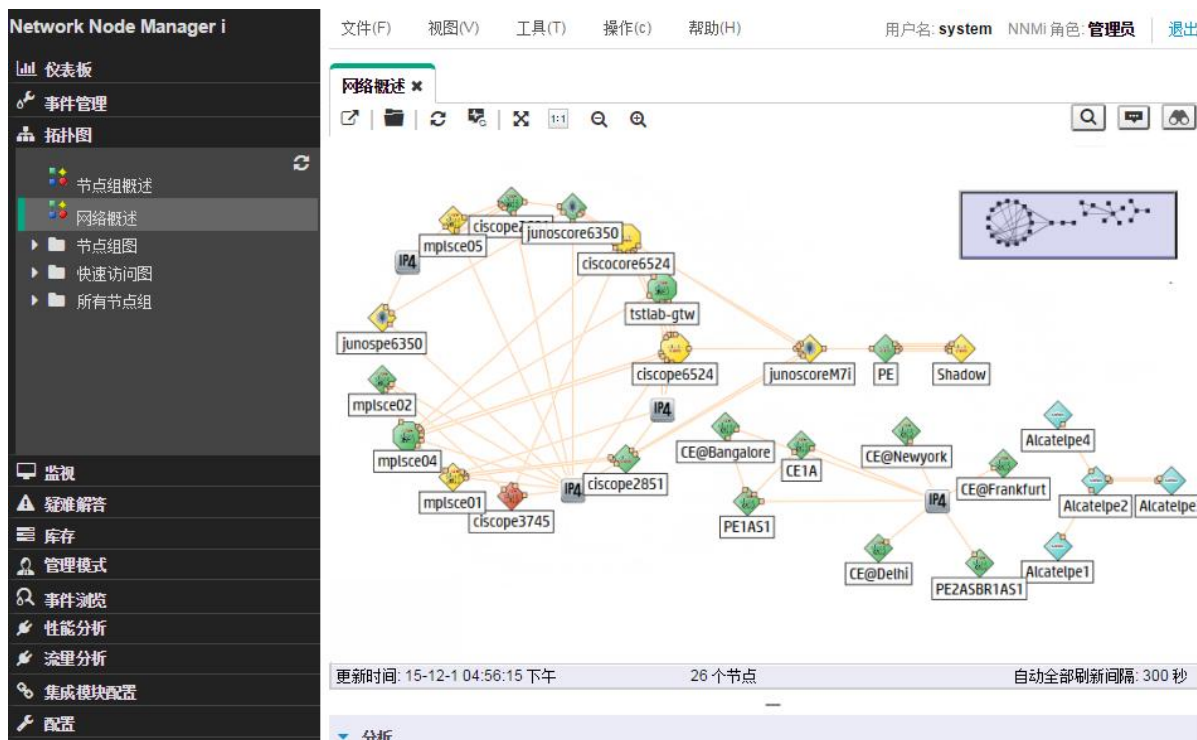 Network Node Manager i
文件(F) 视图(V) 工具(T) 操作(c) 帮助(H) 用户名: system NNMi 角色: 管理员 退出
仪表板
事件管理
拓扑图
节点组概述
网络概述
节点组图
快速访问图
所有节点组
监视
疑难解答
库存
管理模式
事件浏览
性能分析
流里分析
集成模块配置
配置
网络概述
1:1
mplsce05
junoscore6350
ciscocore6524
IP4
tstlab-gtw
junospe6350
ciscope6524
junoscoreM7i
PE
Shadow
mplsce02
IP4
mplsce04
CE@Bangalore
CE1A
CE@Newyork
Alcatelpe4
mplsce01
ciscope3745
IP4
ciscope2851
PE1AS1
IP4
CE@Frankfurt
Alcatelpe2
Alcatelpe
CE@Delhi
PE2ASBR1AS1
Alcatelpe1
更新时间: 15-12-1 04:56:15 下午 26 个节点 自动全部刷新间隔: 300 秒
分析